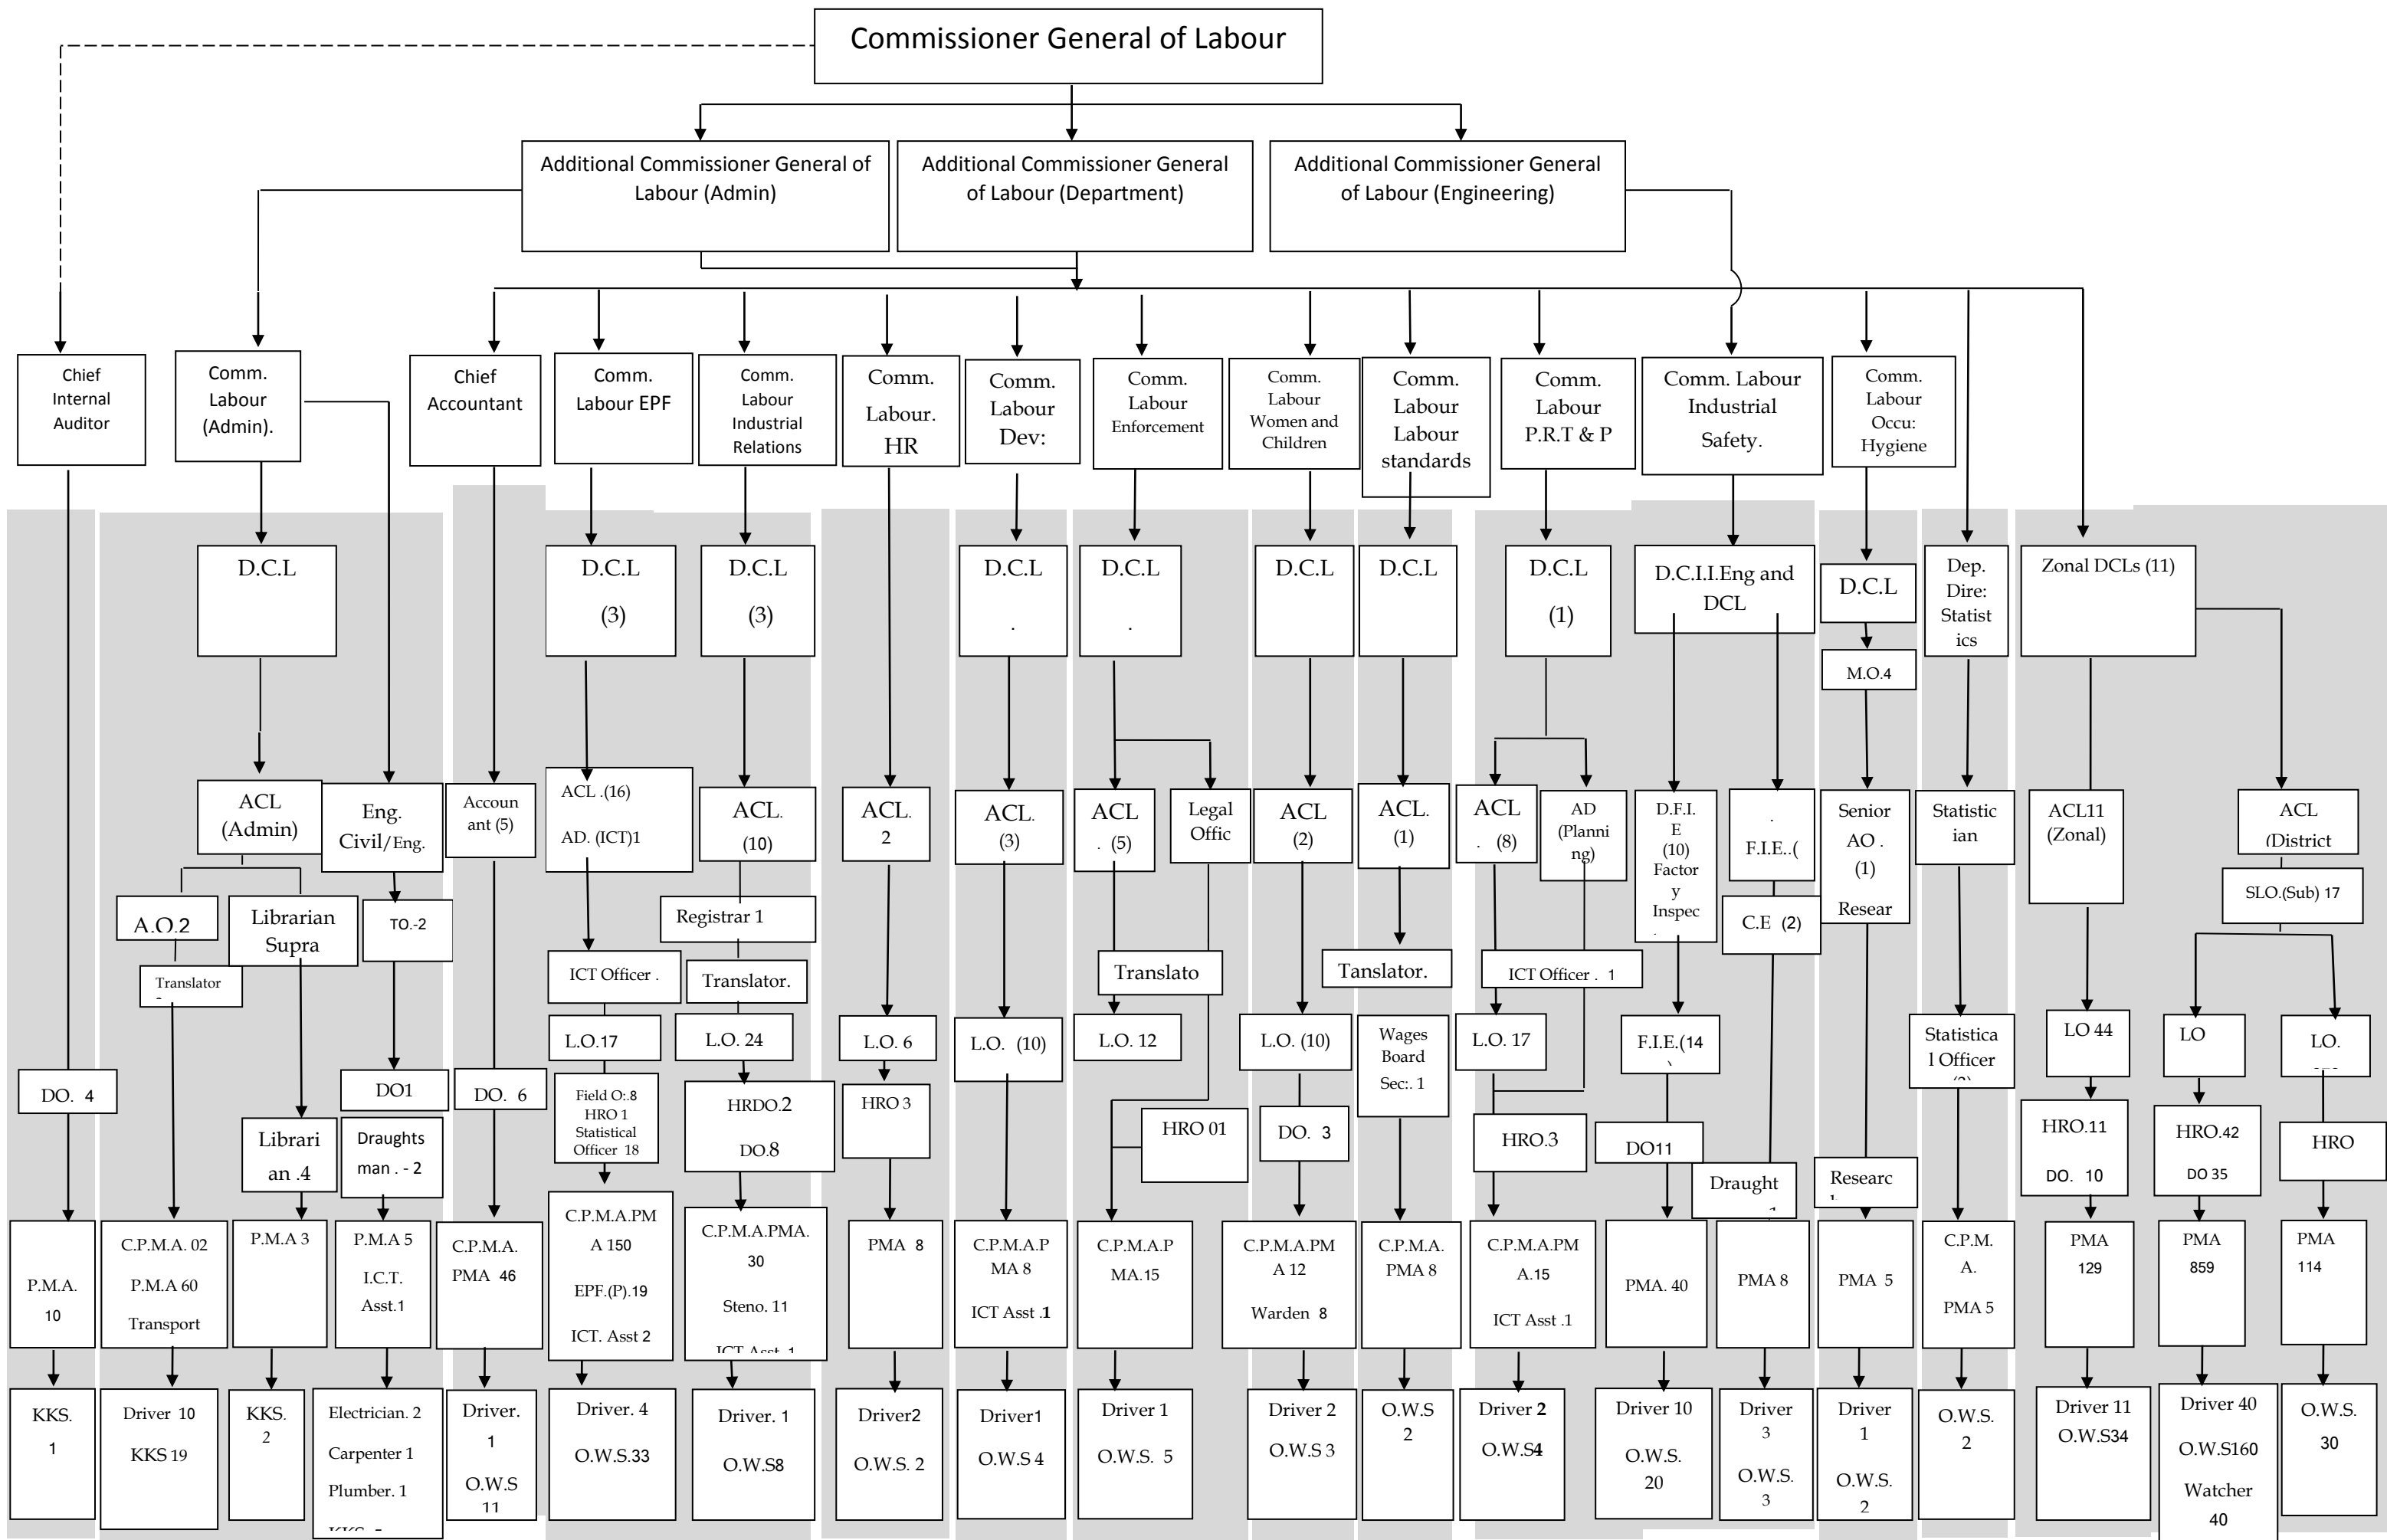 Commissioner General of Labour
Additional Commissioner General of
Labour (Admin)
Additional Commissioner General
of Labour (Department)
Additional Commissioner General
of Labour (Engineering)
Chief
Internal
Auditor
Comm.
Labour
(Admin).
Chief
Accountant
Comm.
Labour EPF
Comm.
Labour
Industrial
Relations
Comm.
Labour.
HR
Comm.
Labour
Dev:
Comm.
Labour
Enforcement
Comm.
Labour
Women and
Children
Comm.
Labour
Labour
standards
Comm.
Labour
P.R.T & P
Comm. Labour
Industrial
Safety.
Comm.
Labour
Occu:
Hygiene
D.C.L
D.C.L
(3)
D.C.L
(3)
D.C.L
.
D.C.L
.
D.C.L
D.C.L
D.C.L
(1)
D.C.I.I.Eng and
DCL
D.C.L
Dep.
Dire:
Statist
ics
Zonal DCLs (11)
M.O.4
ACL
(Admin)
Eng.
Civil/Eng.
Accoun
ant (5)
ACL .(16)
AD. (ICT)1
ACL.
(10)
ACL.
2
ACL.
(3)
ACL
. (5)
Legal
Offic
ACL
(2)
ACL.
(1)
ACL
. (8)
AD
(Planni
ng)
D.F.I.
E
(10)
Factor
y
Inspec
.
F.I.E..(
Senior
AO .
(1)
Resear
Statistic
ian
ACL11
(Zonal)
ACL
(District
SLO.(Sub) 17
A.O.2
Librarian
Supra
TO.-2
Registrar 1
C.E (2)
Translator
ICT Officer .
Translator.
Translato
Tanslator.
ICT Officer . 1
L.O.17
L.O. 24
L.O. 6
L.O. (10)
L.O. 12
L.O. (10)
Wages
Board
Sec:. 1
L.O. 17
F.I.E.(14
Statistica
l Officer
LO 44
LO
LO.
DO. 4
DO1
DO. 6
Field O:.8
HRO 1
Statistical
Officer 18
HRDO.2
DO.8
HRO 3
HRO 01
DO. 3
HRO.3
DO11
HRO.11
DO. 10
HRO.42
DO 35
HRO
Librari
an .4
Draughts
man . - 2
Draught
Researc
P.M.A.
10
C.P.M.A. 02
P.M.A 60
Transport
P.M.A 3
P.M.A 5
I.C.T.
Asst.1
C.P.M.A.
PMA 46
C.P.M.A.PM
A 150
EPF.(P).19
ICT. Asst 2
C.P.M.A.PMA.
30
Steno. 11
ICT Asst. 1
PMA 8
C.P.M.A.P
MA 8
ICT Asst .1
C.P.M.A.P
MA.15
C.P.M.A.PM
A 12
Warden 8
C.P.M.A.
PMA 8
C.P.M.A.PM
A.15
ICT Asst .1
PMA. 40
PMA 8
PMA 5
C.P.M.
A.
PMA 5
PMA
129
PMA
859
PMA
114
KKS.
1
Driver 10
KKS 19
KKS.
2
Electrician. 2
Carpenter 1
Plumber. 1
Driver.
1
O.W.S
11
Driver. 4
O.W.S.33
Driver. 1
O.W.S8
Driver2
O.W.S. 2
Driver1
O.W.S 4
Driver 1
O.W.S. 5
Driver 2
O.W.S 3
O.W.S
2
Driver 2
O.W.S4
Driver 10
O.W.S.
20
Driver
3
O.W.S.
3
Driver
1
O.W.S.
2
O.W.S.
2
Driver 11
O.W.S34
Driver 40
O.W.S160
Watcher
40
O.W.S.
30